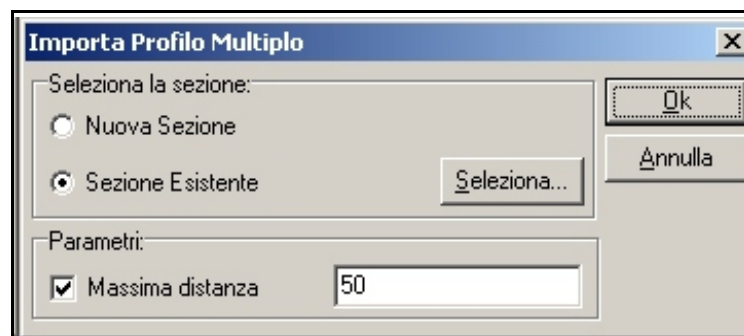 Importa Profilo Multiplo
Seleziona la sezione:
Nuova Sezione
Sezione Esistente
Seleziona...
Ok
Annulla
Parametri:
Massima distanza
50